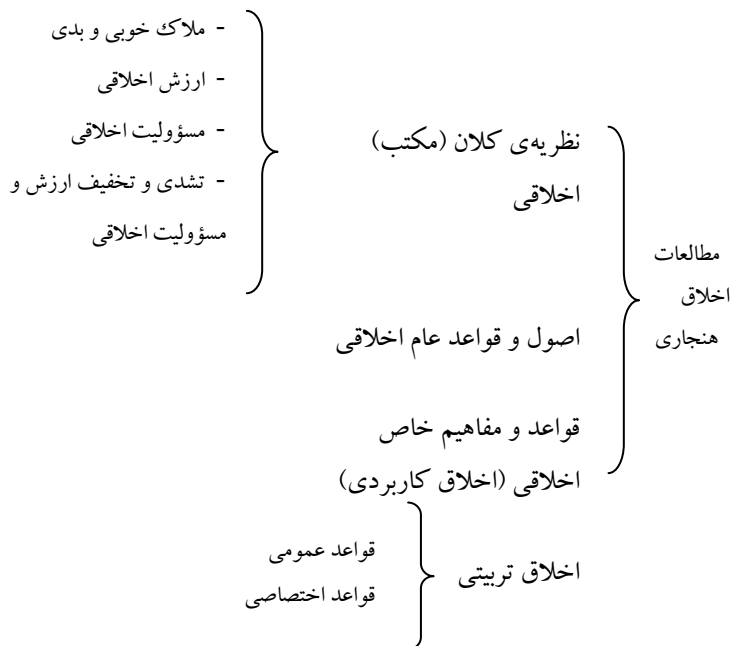 مطالعات
اخلاق
هنجاری
نظریه‌ی کلان (مکتب)
اخلاقی
- ملاک خوبی و بدی
- ارزش اخلاقی
- مسؤولیت اخلاقی
- تشدی و تخفیف ارزش و
مسؤولیت اخلاقی
اصول و قواعد عام اخلاقی
قواعد و مفاهیم خاص
اخلاقی (اخلاق کاربردی)
اخلاق تربیتی
قواعد عمومی
قواعد اختصاصی